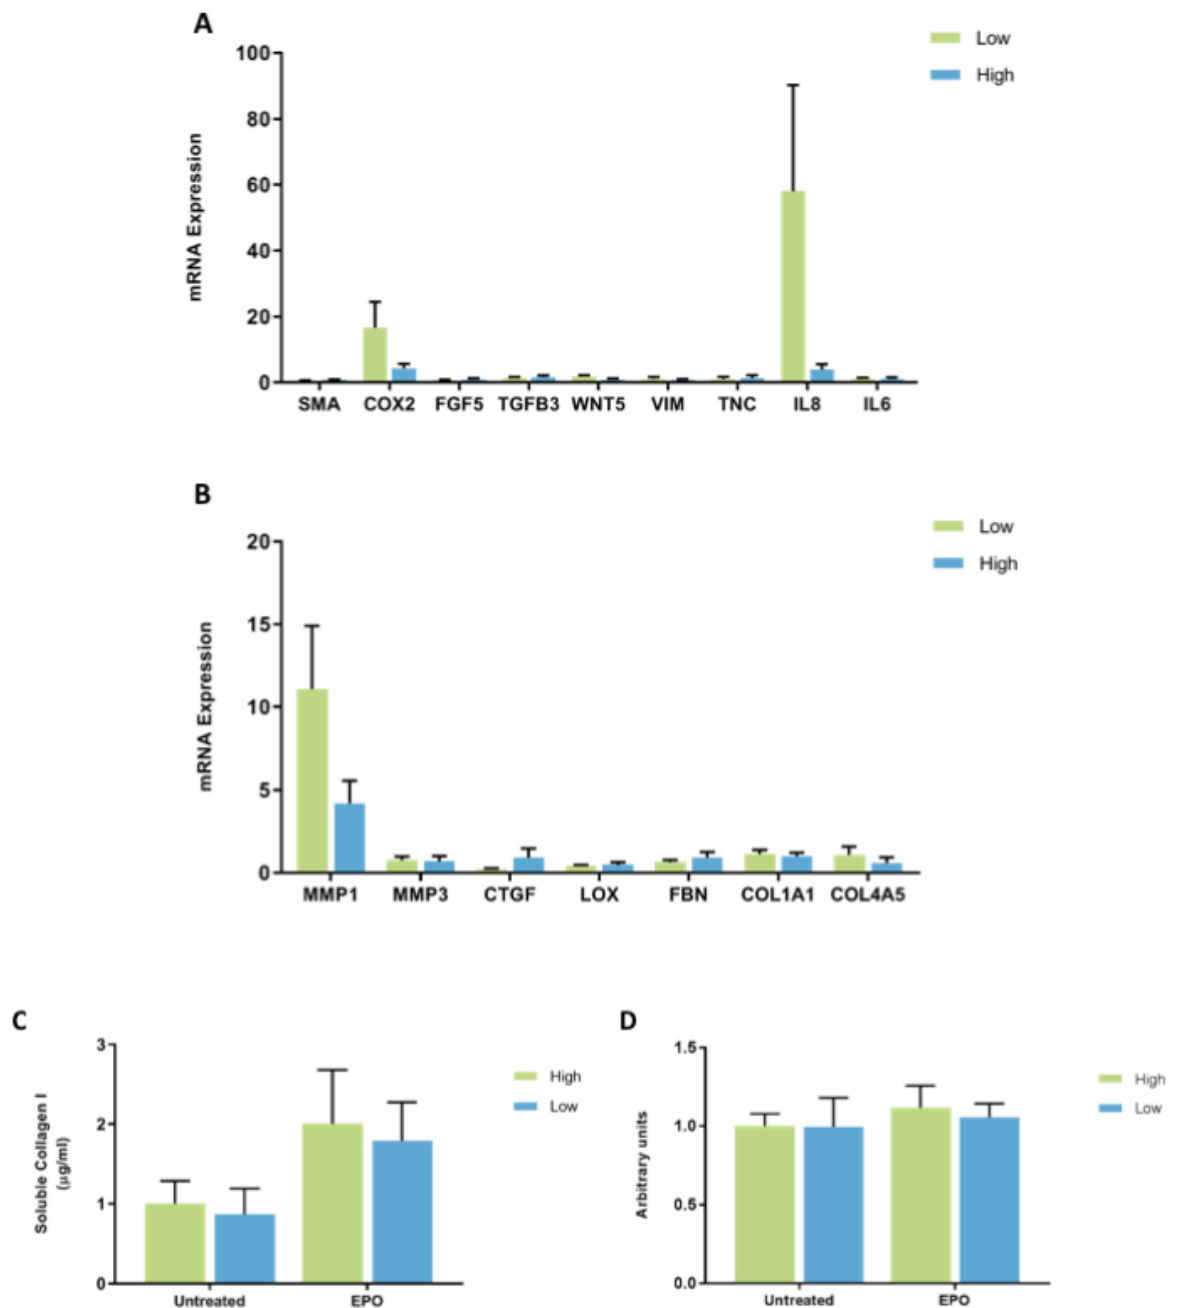 A
Low
High
100
80
60
40
20
0
mRNA Expression
SMA COX2 FGF5 TGFB3 WNT5 VIM TNC IL8 IL6
B
Low
High
20
15
10
5
0
mRNA Expression
MMP1 MMP3 CTGF LOX FBN COL1A1 COL4A5
C
3
2
1
0
Soluble Collagen I
(μg/ml)
High
Low
Untreated EPO
D
1.5
1.0
0.5
0.0
Arbitrary units
High
Low
Untreated EPO